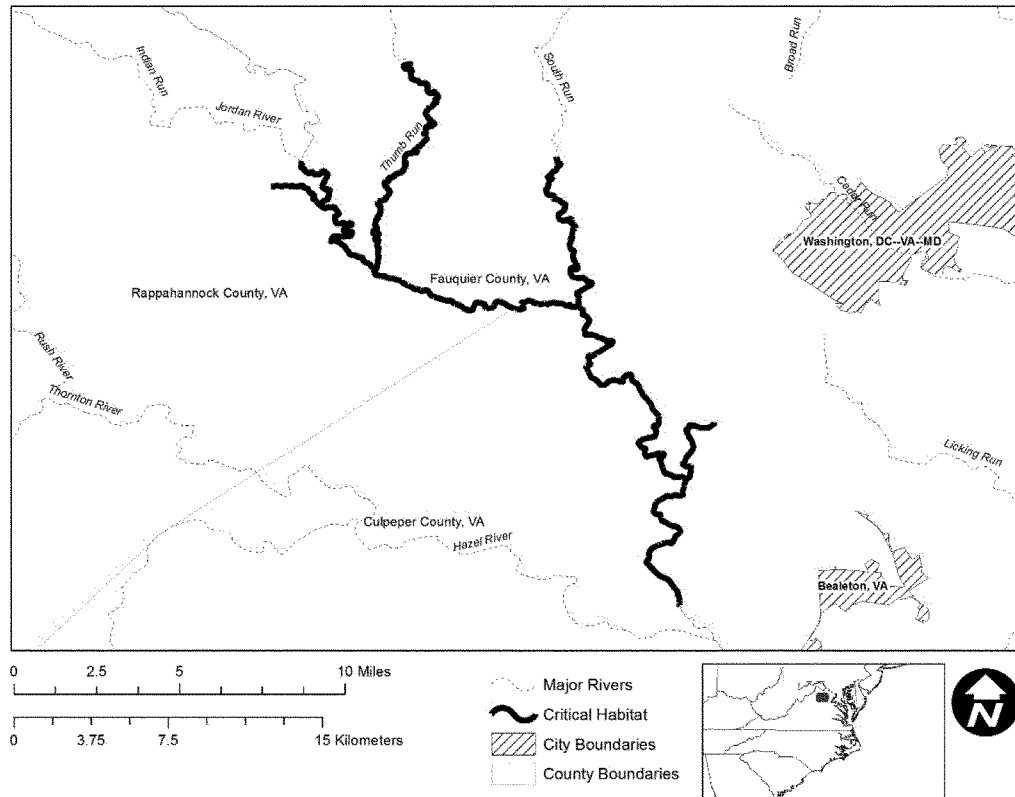 Indian Run
Jordan River
Thumb Run
South Run
Broad Run
Cedar Run
Washington, DC--VA--MD
Rappahannock County, VA
Fauquier County, VA
Rush River
Thornton River
Licking Run
Culpeper County, VA
Hazel River
Bealeton, VA
0 2.5 5 10 Miles
0 3.75 7.5 15 Kilometers
Major Rivers
Critical Habitat
City Boundaries
County Boundaries
N